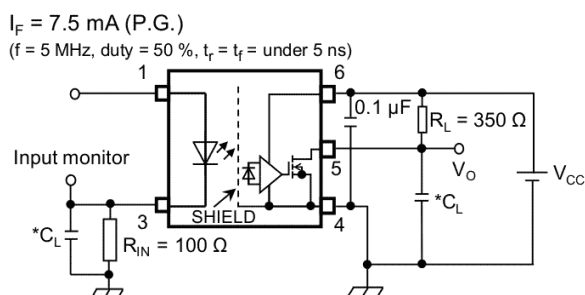 I_F = 7.5 mA (P.G.)
(f = 5 MHz, duty = 50 %, t_r = t_f = under 5 ns)
1
6
0.1 μF
R_L = 350 Ω
Input monitor
5
V_O
V_CC
*C_L
3
SHIELD
4
*C_L
R_IN = 100 Ω